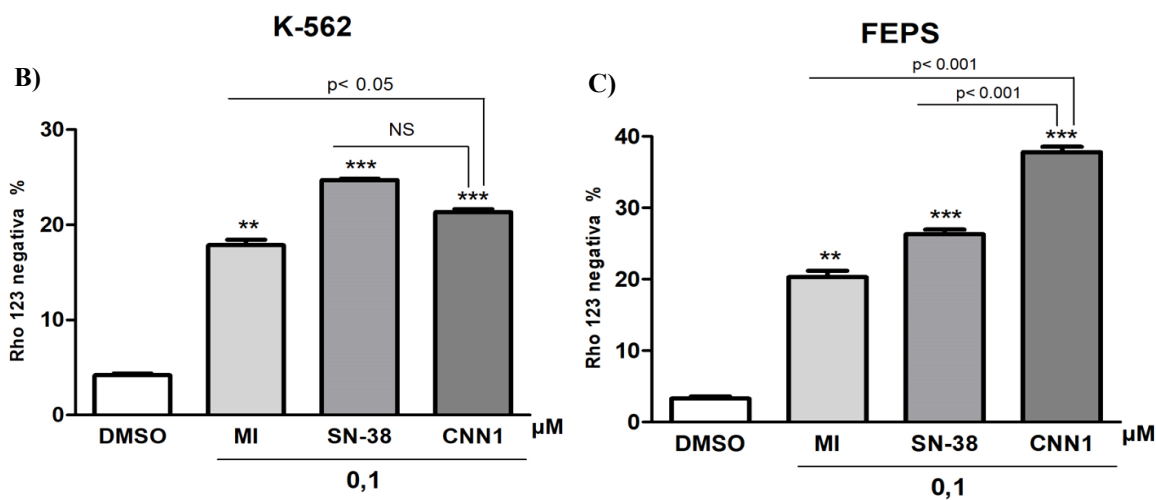 K-562
B)
p< 0.05
NS
30
20
10
0
Rho 123 negativa %
**
***
***
DMSO MI SN-38 CNN1 µM
0,1
FEPS
C)
p< 0.001
p< 0.001
40
30
20
10
0
Rho 123 negativa %
**
***
***
DMSO MI SN-38 CNN1 µM
0,1